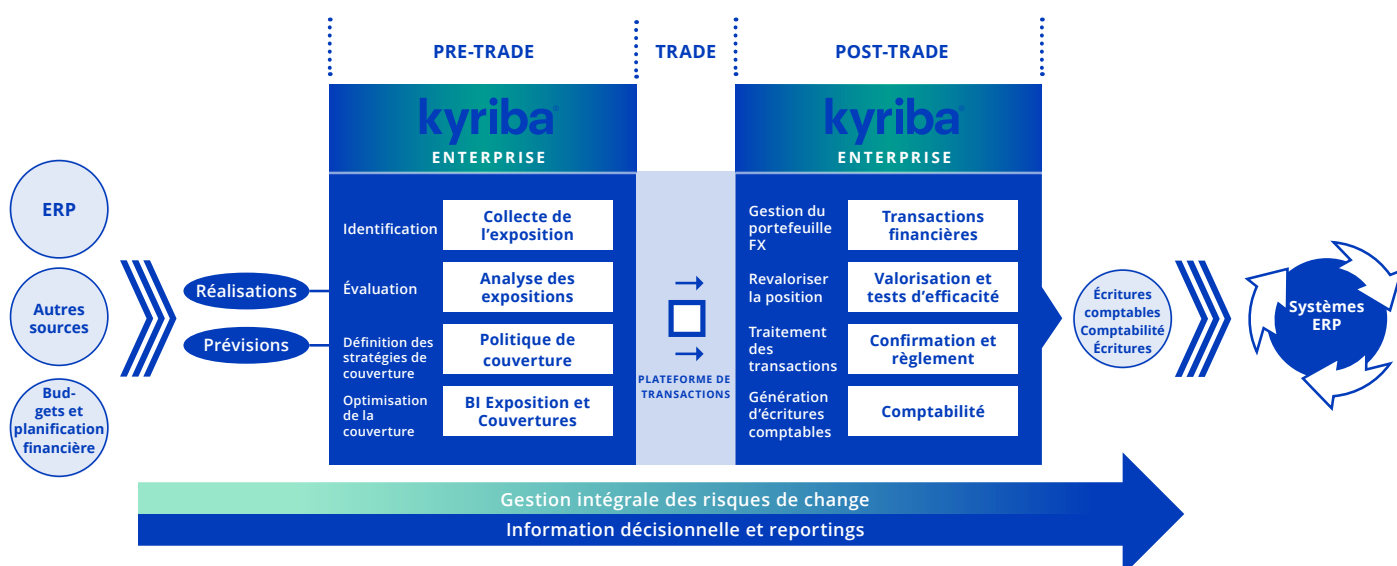 PRE-TRADE
TRADE
POST-TRADE
kyriba
ENTERPRISE
kyriba
ENTERPRISE
ERP
Autres
sources
Bud-
gets et
planification
financière
Réalisations
Prévisions
Identification
Collecte de
l’exposition
Évaluation
Analyse des
expositions
Définition des
stratégies de
couverture
Politique de
couverture
Optimisation
de la
couverture
BI Exposition et
Couvertures
PLATEFORME DE
TRANSACTIONS
Gestion du
portefeuille
FX
Transactions
financières
Revaloriser
la position
Valorisation et
tests d’efficacité
Traitement
des
transactions
Confirmation et
règlement
Génération
d’écritures
comptables
Comptabilité
Écritures
comptables
Comptabilité
Écritures
Systèmes
ERP
Gestion intégrale des risques de change
Information décisionnelle et reportings